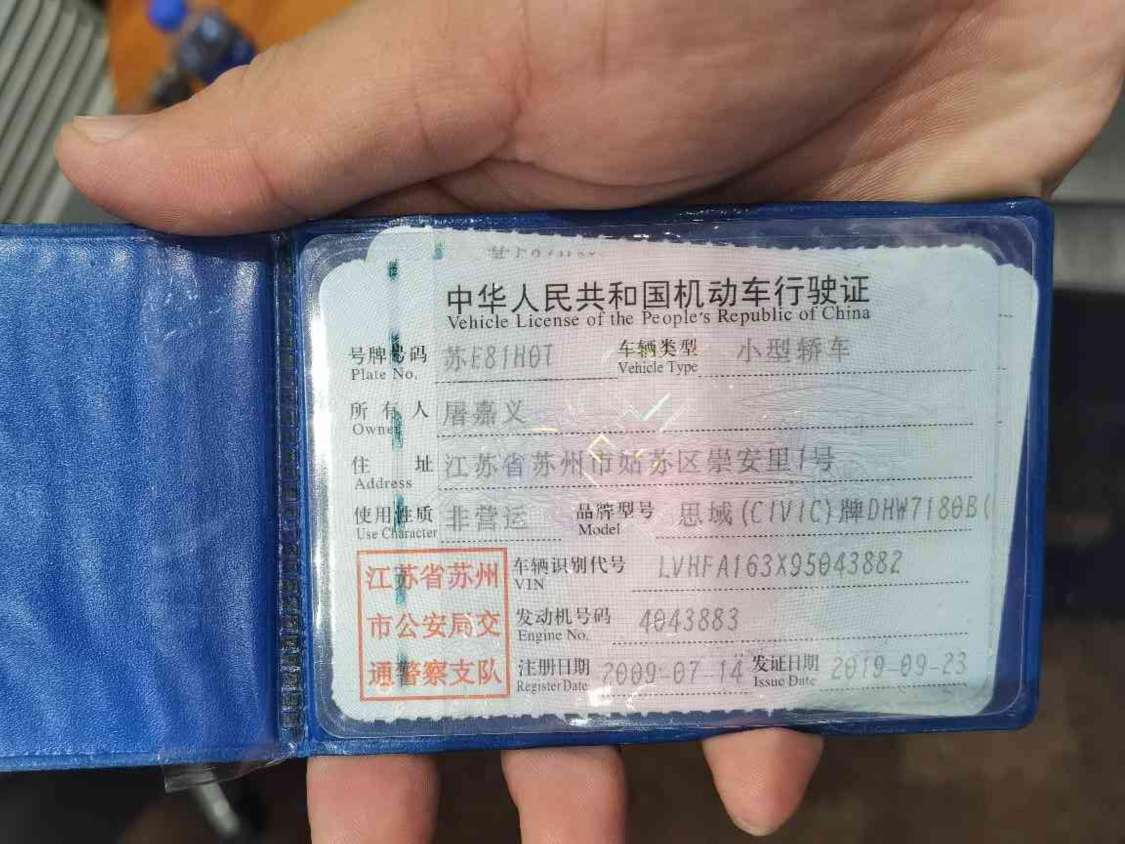 中华人民共和国机动车行驶证
Vehicle License of the People's Republic of China
号牌号码 苏E81H0T 车辆类型 小型轿车
Plate No. Vehicle Type
所有人 屠嘉义
Owner
住址 江苏省苏州市姑苏区崇安里1号
Address
使用性质 非营运 品牌型号 思域(CIVIC)牌DHW7180B(
Use Character Model
江苏省苏州
市公安局交
通警察支队
车辆识别代号 LVHFA163X95043882
VIN
发动机号码 4043883
Engine No.
注册日期 2009-07-14 发证日期 2019-09-23
Register Date Issue Date